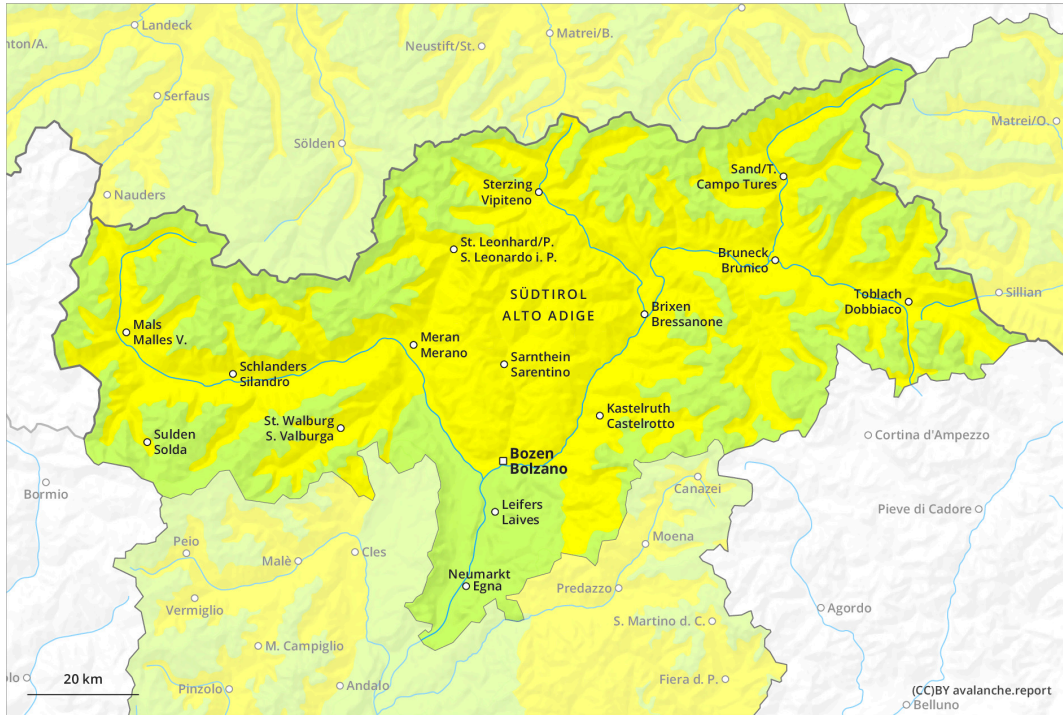 Landeck
nton/A.
Neustift/St.
Matrei/B.
Serfaus
Matrei/O.
Sölden
Nauders
Sand/T.
Campo Tures
Sterzing
Vipiteno
St. Leonhard/P.
S. Leonardo i. P.
Bruneck
Brunico
SÜDTIROL
ALTO ADIGE
Toblach
Dobbiaco
Sillian
Brixen
Bressanone
Mals
Malles V.
Meran
Merano
Schlanders
Silandro
Sarnthein
Sarentino
Kastelruth
Castelrotto
St. Walburg
S. Valburga
Sulden
Solda
Cortina d'Ampezzo
Bozen
Bolzano
Canazei
Bormio
Leifers
Laives
Pieve di Cadore
Moena
Peio
Malè
Cles
Neumarkt
Egna
Predazzo
Vermiglio
Agordo
S. Martino d. C.
M. Campiglio
olo
20 km
Pinzolo
Andalo
Fiera d. P.
(CC)BY avalanche.report
Belluno